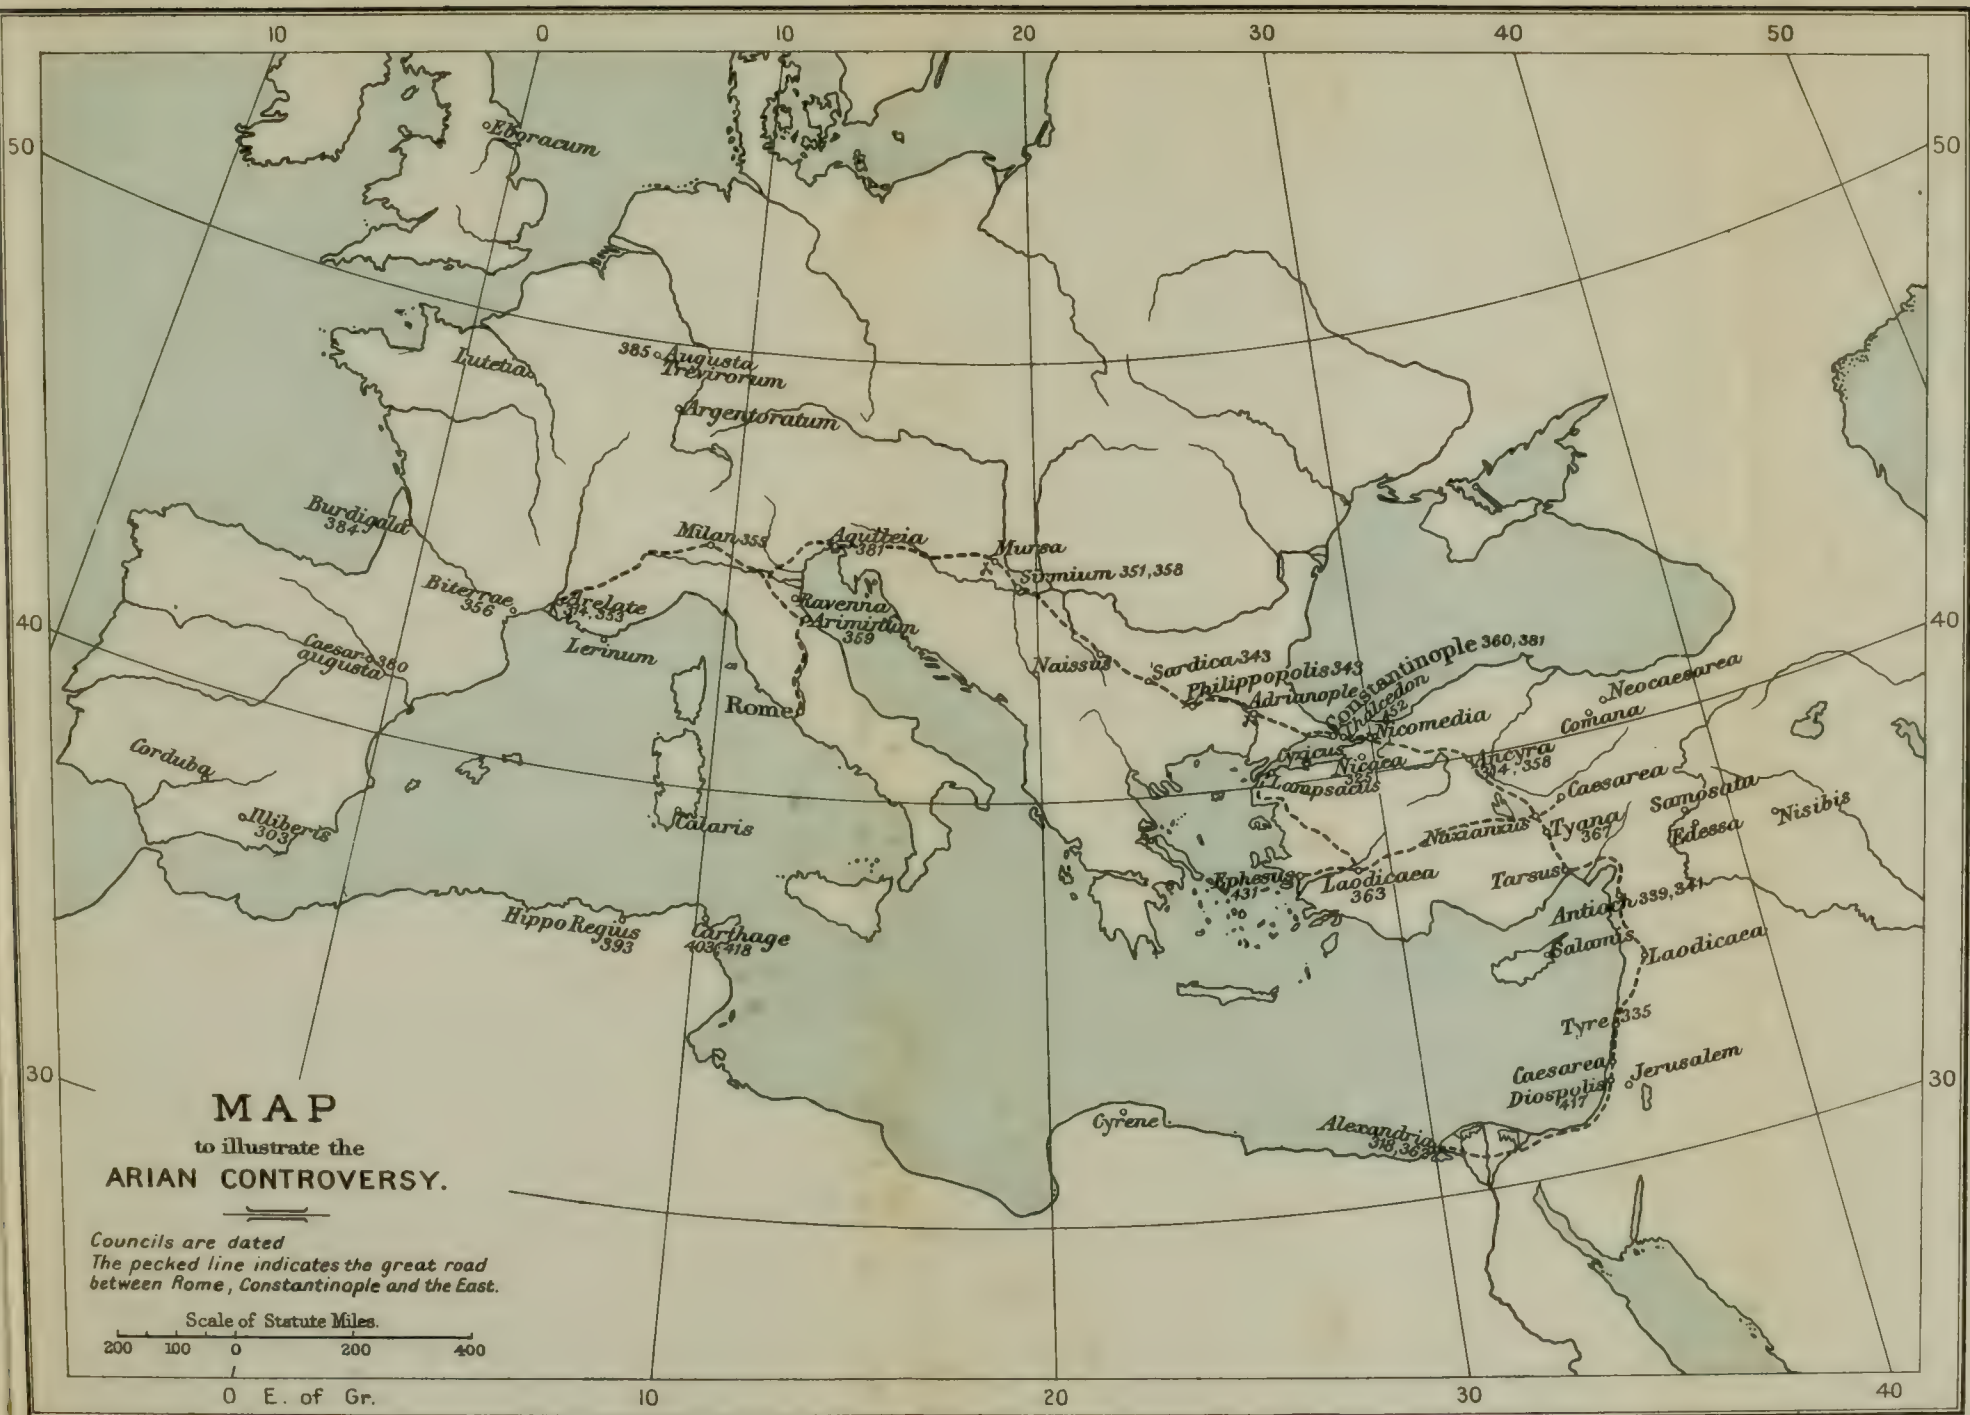 10 0 10 20 30 40 50
50
50
Eboracum
Lutetia
385 Augusta
Trevirorum
Argentoratum
Burdigala
384
Milan 355
Aquileia
381
Mursa
Sirmium 351,358
Biterrae
356
Arelate
314, 353
Ravenna
Ariminum
359
Lerinum
40
40
Caesar 380
augusta
Naissus
Sardica 343
Philippopolis 343
Adrianople
Constantinople 360, 381
Chalcedon
452
Nicomedia
Neocaesarea
Comana
Rome
Corduba
Cyzicus
Nicaea
325
Lampsacus
Ancyra
314, 358
Caesarea
Samosata
Illiberis
303
Calaris
Nazianzus
Tyana
367
Edessa
Nisibis
Ephesus
431
Laodicaea
363
Tarsus
Antioch 339, 341
Hippo Regius
393
Carthage
403, 418
Salamis
Laodicaea
Tyre 335
30
30
Caesarea
Jerusalem
Diospolis
417
Cyrene
Alexandria
318, 362
MAP
to illustrate the
ARIAN CONTROVERSY.
Councils are dated
The pecked line indicates the great road
between Rome, Constantinople and the East.
Scale of Statute Miles.
200 100 0 200 400
0 E. of Gr. 10 20 30 40